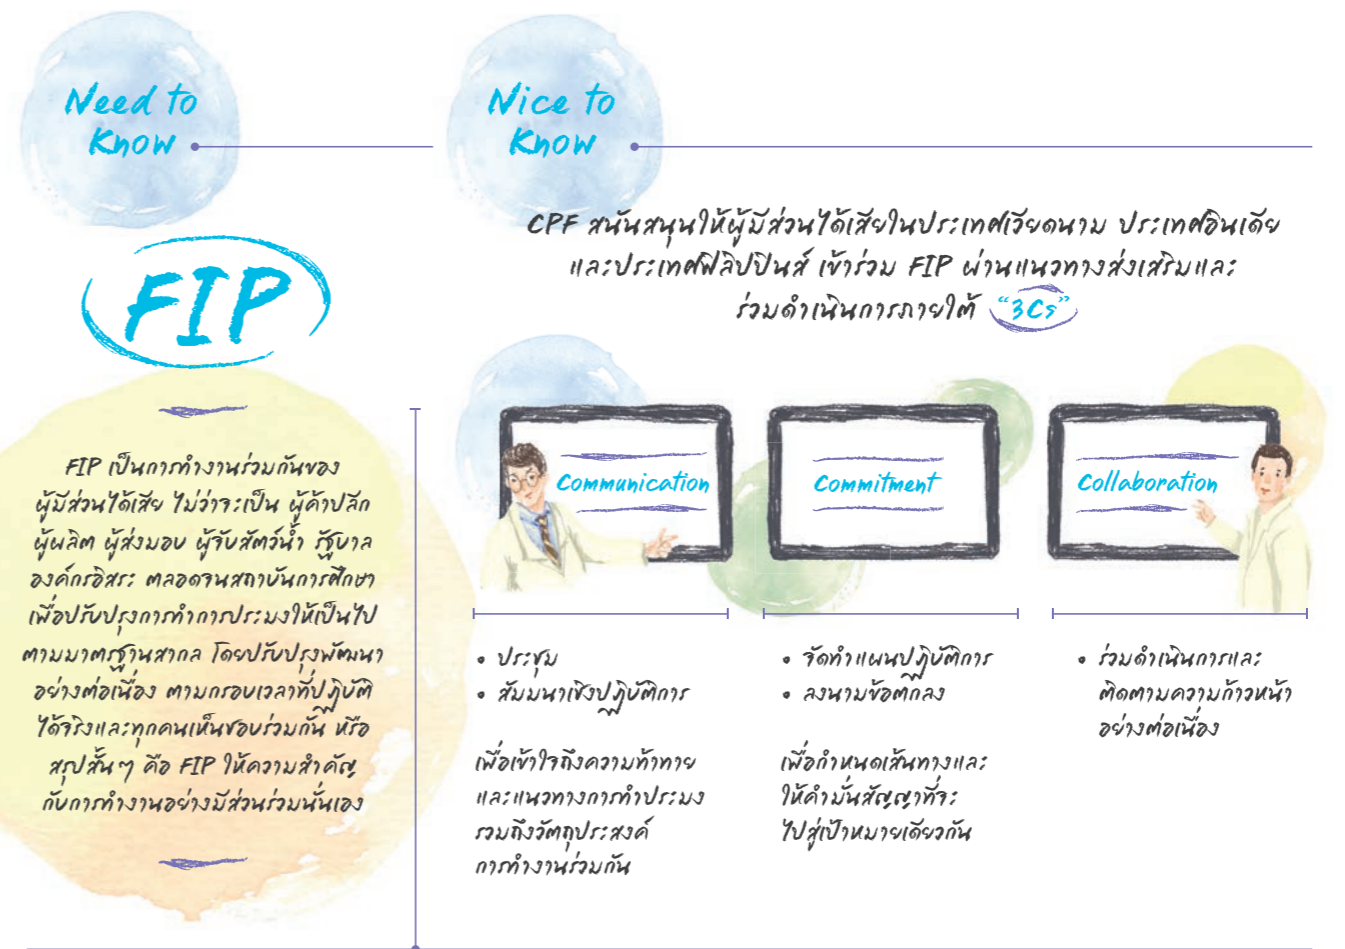 Need to
Know
FIP
FIP เป็นการทำงานร่วมกันของ
ผู้มีส่วนได้เสีย ไม่ว่าจะเป็น ผู้ค้าปลีก
ผู้ผลิต ผู้ส่งมอบ ผู้จับสัตว์น้ำ รัฐบาล
องค์กรอิสระ ตลอดจนสถาบันการศึกษา
เพื่อปรับปรุงการทำการประมงให้เป็นไป
ตามมาตรฐานสากล โดยปรับปรุงพัฒนา
อย่างต่อเนื่อง ตามกรอบเวลาที่ปฏิบัติ
ได้จริงและทุกคนเห็นชอบร่วมกัน หรือ
สรุปสั้นๆ คือ FIP ให้ความสำคัญ
กับการทำงานอย่างมีส่วนร่วมนั่นเอง
Nice to
Know
CPF สนันสนุนให้ผู้มีส่วนได้เสียในประเทศเวียดนาม ประเทศอินเดีย
และประเทศฟิลิปปินส์ เข้าร่วม FIP ผ่านแนวทางส่งเสริมและ
ร่วมดำเนินการภายใต้ “3Cs”
Communication
• ประชุม
• สัมมนาเชิงปฏิบัติการ
เพื่อเข้าใจถึงความท้าทาย
และแนวทางการทำประมง
รวมถึงวัตถุประสงค์
การทำงานร่วมกัน
Commitment
• จัดทำแผนปฏิบัติการ
• ลงนามข้อตกลง
เพื่อกำหนดเส้นทางและ
ให้คำมั่นสัญญาที่จะ
ไปสู่เป้าหมายเดียวกัน
Collaboration
• ร่วมดำเนินการและ
ติดตามความก้าวหน้า
อย่างต่อเนื่อง